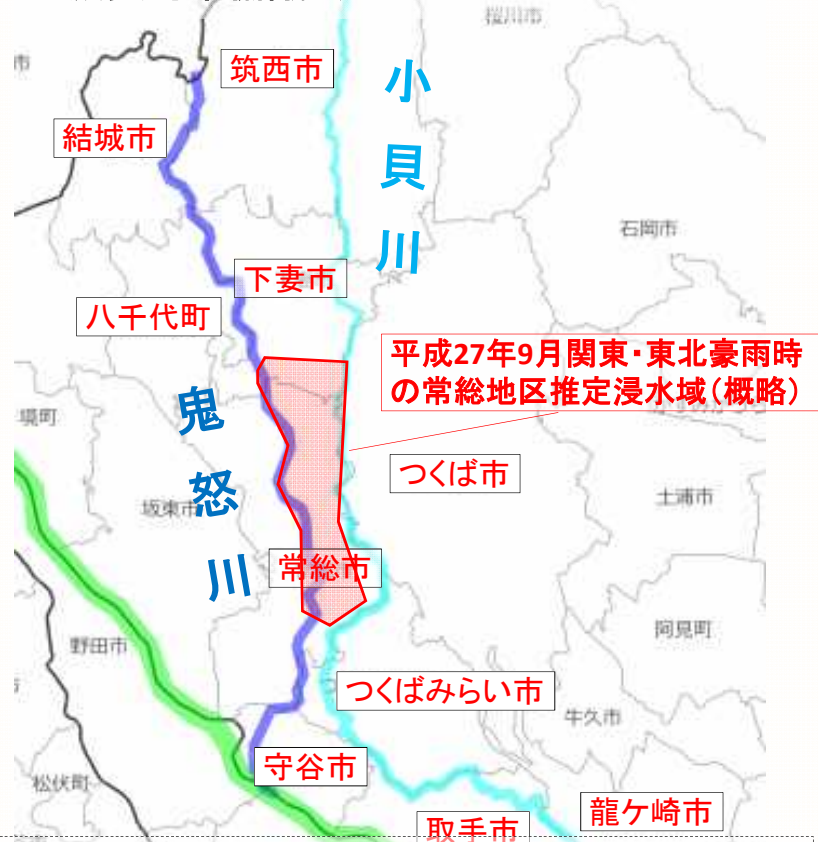 桜川市
市
筑西市
小貝川
結城市
石岡市
下妻市
八千代町
平成27年9月関東・東北豪雨時
の常総地区推定浸水域（概略）
鬼怒川
境町
つくば市
坂東市
土浦市
常総市
阿見町
野田市
つくばみらい市
牛久市
守谷市
松伏町
龍ケ崎市
取手市